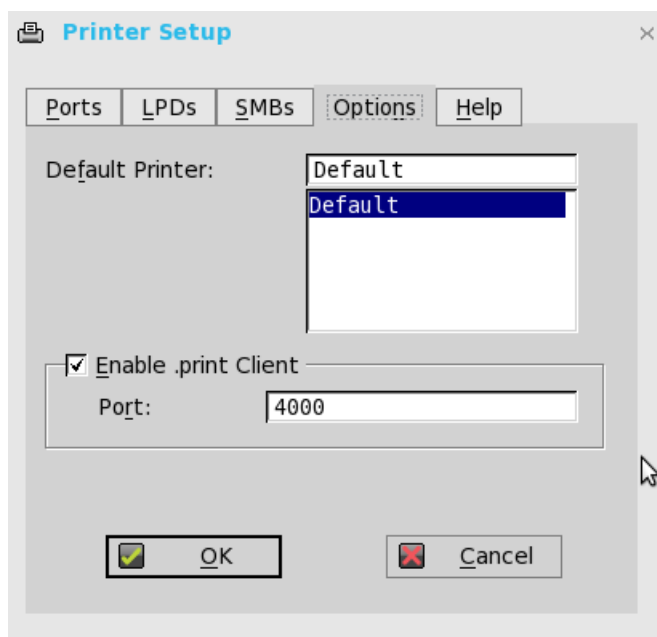 Printer Setup
Ports LPDs SMBs Options Help
Default Printer: Default
Default
Enable .print Client
Port: 4000
OK Cancel